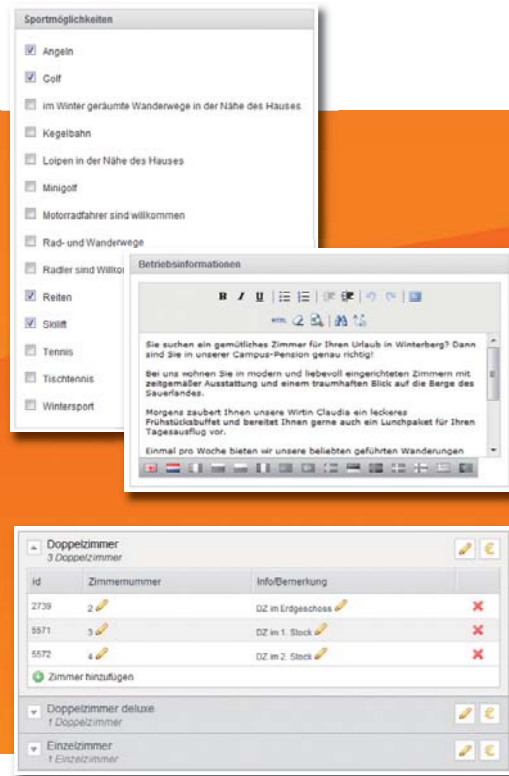 Sportmöglichkeiten
Angeln
Golf
im Winter geräumte Wanderwege in der Nähe des Hauses
Kegelbahn
Loipen in der Nähe des Hauses
Minigolf
Motorradfahrer sind willkommen
Rad- und Wanderwege
Radler sind
Reiten
Skilift
Tennis
Tischtennis
Wintersport
Betriebsinformationen
B I U
HTML
Sie suchen ein gemütliches Zimmer für Ihren Urlaub in Winterberg? Dann
sind Sie in unserer Campus-Pension genau richtig!
Bei uns wohnen Sie in modern und liebevoll eingerichteten Zimmern mit
zeitgemäßer Ausstattung und einem traumhaften Blick auf die Berge des
Sauerlandes.
Morgens zaubert Ihnen unsere Wirtin Claudia ein leckeres
Frühstücksbuffet und bereitet Ihnen gerne auch ein Lunchpaket für Ihren
Tagesausflug vor.
Einmal pro Woche bieten wir unsere beliebten geführten Wanderungen
Doppelzimmer
3 Doppelzimmer
€
id Zimmernummer Info/Bemerkung
2739 2 DZ im Erdgeschoss
5571 3 DZ im 1. Stock
5572 4 DZ im 2. Stock
Zimmer hinzufügen
Doppelzimmer deluxe
1 Doppelzimmer
€
Einzelzimmer
1 Einzelzimmer
€